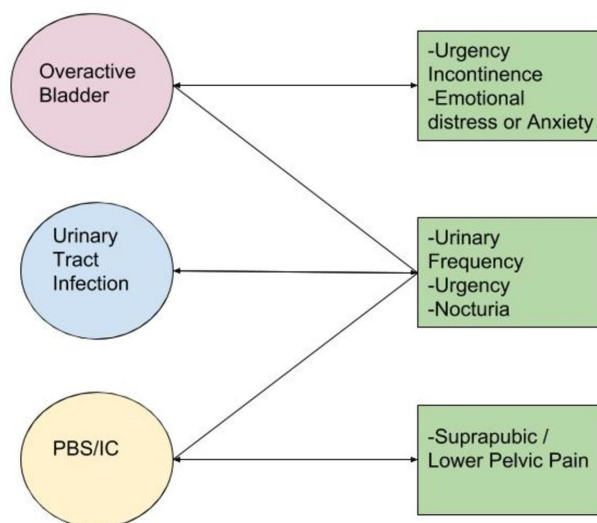 Overactive
Bladder
-Urgency
Incontinence
-Emotional
distress or Anxiety
Urinary
Tract
Infection
-Urinary
Frequency
-Urgency
-Nocturia
PBS/IC
-Suprapubic /
Lower Pelvic Pain